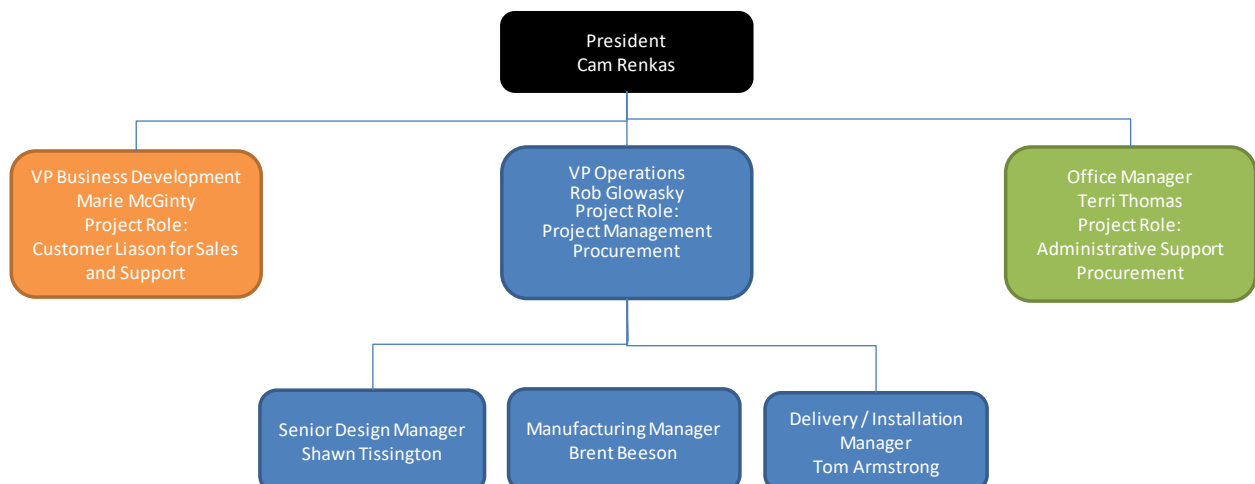 President
Cam Renkas
VP Business Development
Marie McGinty
Project Role:
Customer Liason for Sales
and Support
VP Operations
Rob Glowasky
Project Role:
Project Management
Procurement
Office Manager
Terri Thomas
Project Role:
Administrative Support
Procurement
Senior Design Manager
Shawn Tissington
Manufacturing Manager
Brent Beeson
Delivery / Installation
Manager
Tom Armstrong